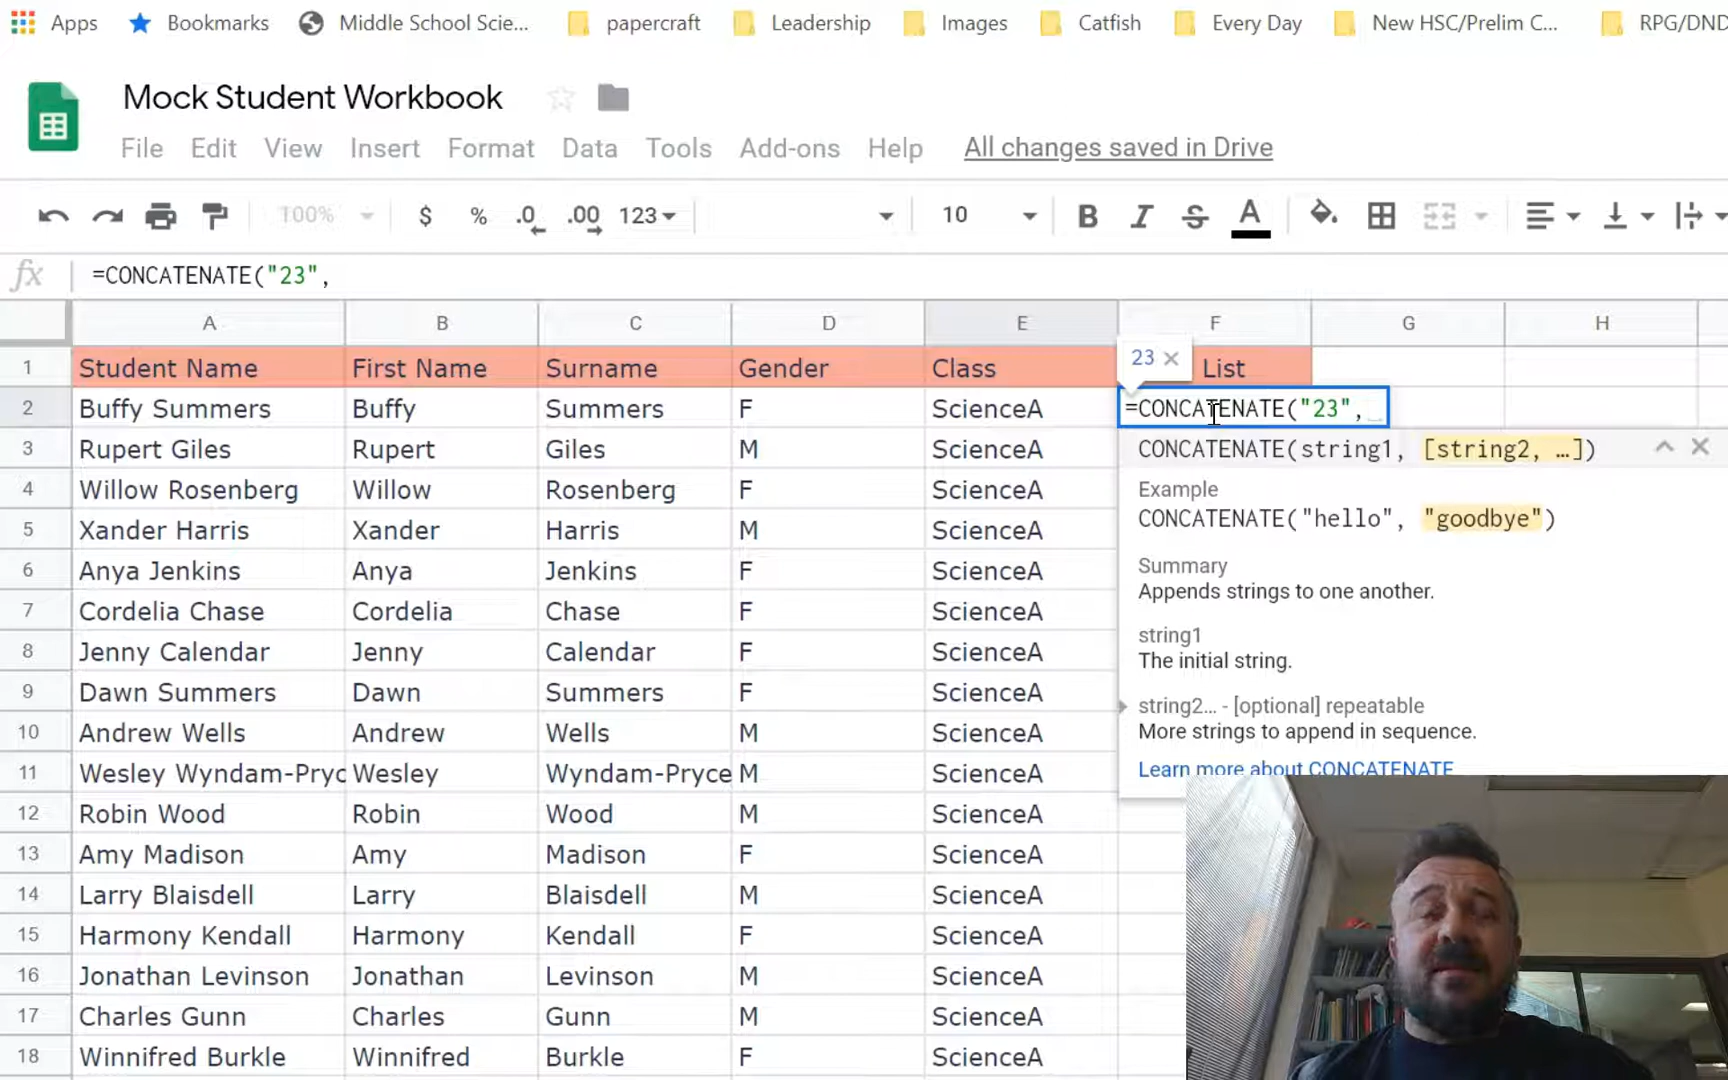 Apps Bookmarks Middle School Scie... papercraft Leadership Images Catfish Every Day New HSC/Prelim C... RPG/DND
Mock Student Workbook
File Edit View Insert Format Data Tools Add-ons Help All changes saved in Drive
100% $ % .0 .00 123 10 B I S A
fx =CONCATENATE("23",
A B C D E F G H
1 Student Name First Name Surname Gender Class List
23 ×
2 Buffy Summers Buffy Summers F ScienceA =CONCATENATE("23",
3 Rupert Giles Rupert Giles M ScienceA CONCATENATE(string1, [string2, …])
4 Willow Rosenberg Willow Rosenberg F ScienceA Example
5 Xander Harris Xander Harris M ScienceA CONCATENATE("hello", "goodbye")
6 Anya Jenkins Anya Jenkins F ScienceA Summary
Appends strings to one another.
7 Cordelia Chase Cordelia Chase F ScienceA
8 Jenny Calendar Jenny Calendar F ScienceA string1
The initial string.
9 Dawn Summers Dawn Summers F ScienceA string2… - [optional] repeatable
10 Andrew Wells Andrew Wells M ScienceA More strings to append in sequence.
11 Wesley Wyndam-Pryc Wesley Wyndam-Pryce M ScienceA Learn more about CONCATENATE
12 Robin Wood Robin Wood M ScienceA
13 Amy Madison Amy Madison F ScienceA
14 Larry Blaisdell Larry Blaisdell M ScienceA
15 Harmony Kendall Harmony Kendall F ScienceA
16 Jonathan Levinson Jonathan Levinson M ScienceA
17 Charles Gunn Charles Gunn M ScienceA
18 Winnifred Burkle Winnifred Burkle F ScienceA